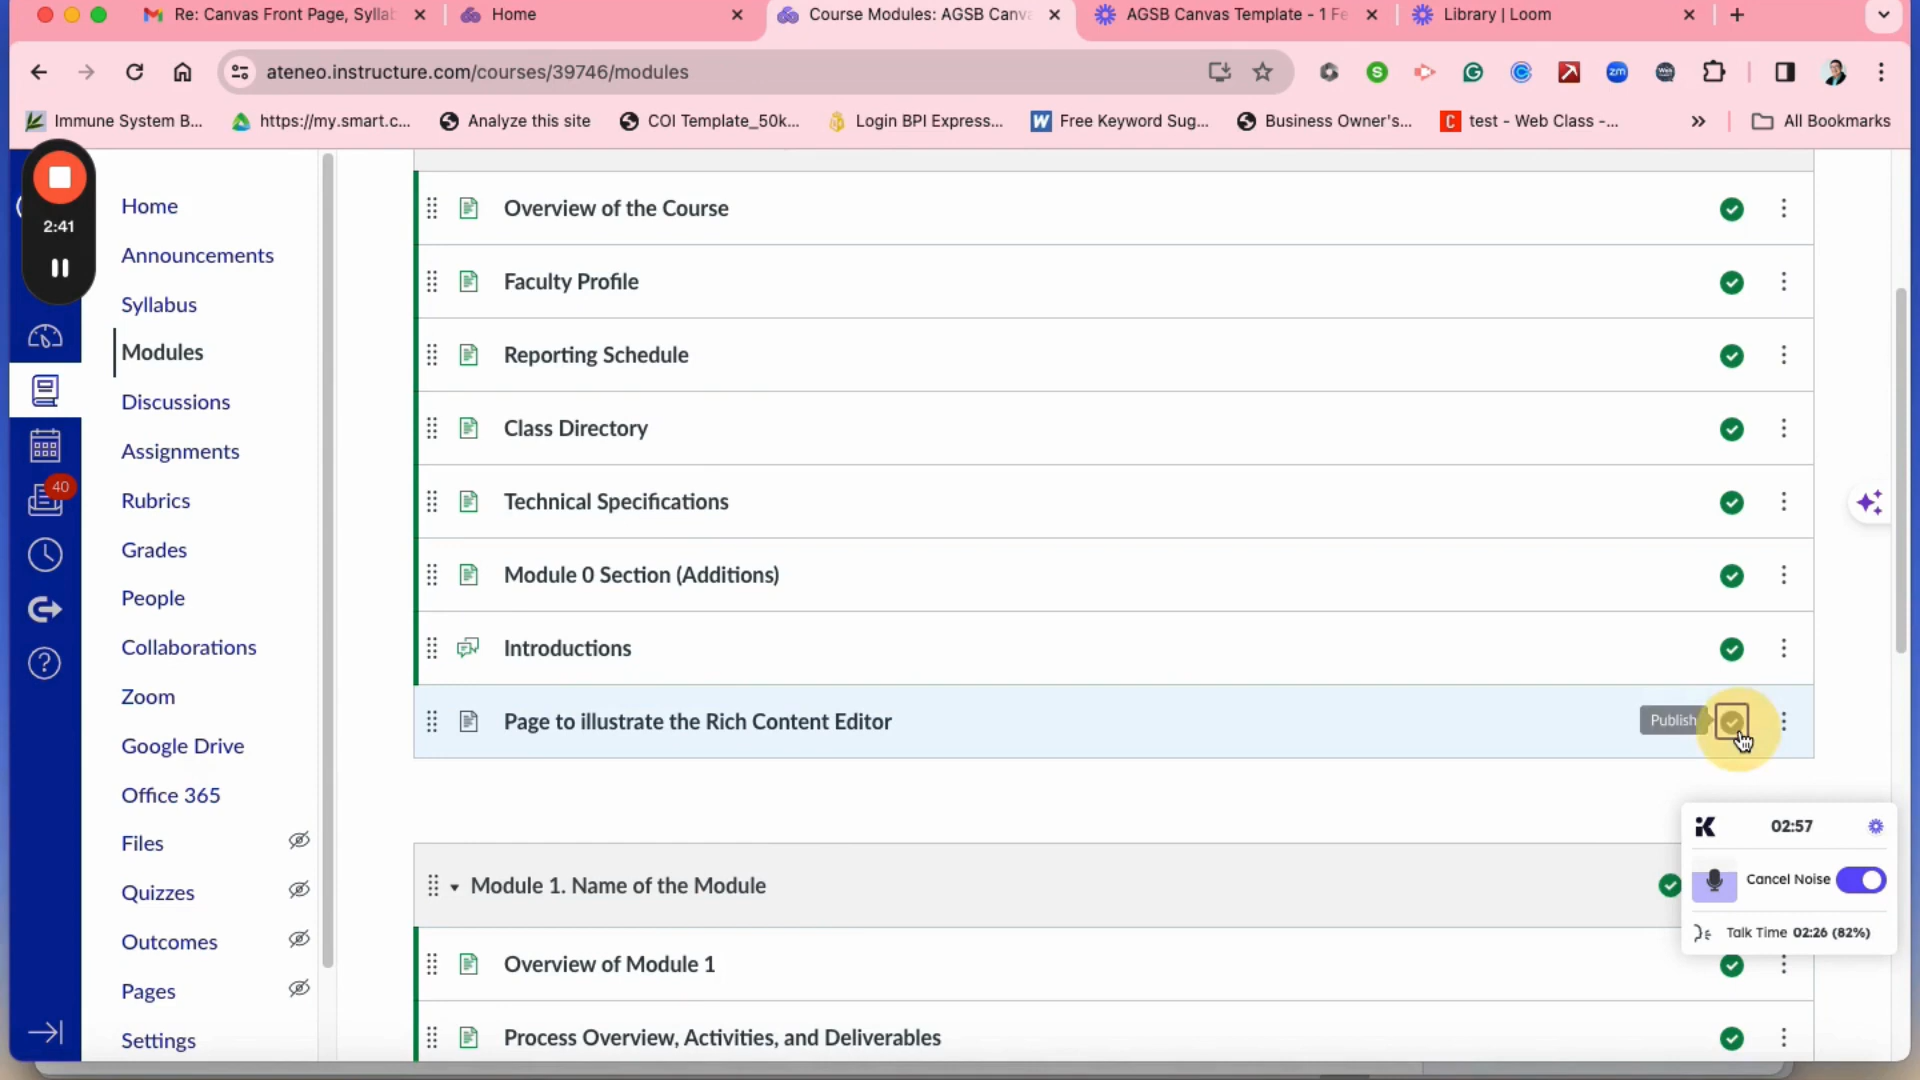 Re: Canvas Front Page, Syllab
Home
Course Modules: AGSB Canva
AGSB Canvas Template - 1 Fe
Library | Loom
ateneo.instructure.com/courses/39746/modules
Immune System B...
https://my.smart.c...
Analyze this site
COI Template_50k...
Login BPI Express...
Free Keyword Sug...
Business Owner's...
test - Web Class -...
All Bookmarks
2:41
40
Home
Announcements
Syllabus
Modules
Discussions
Assignments
Rubrics
Grades
People
Collaborations
Zoom
Google Drive
Office 365
Files
Quizzes
Outcomes
Pages
Settings
Overview of the Course
Faculty Profile
Reporting Schedule
Class Directory
Technical Specifications
Module 0 Section (Additions)
Introductions
Page to illustrate the Rich Content Editor
Publish
Module 1. Name of the Module
Overview of Module 1
Process Overview, Activities, and Deliverables
02:57
Cancel Noise
Talk Time 02:26 (82%)